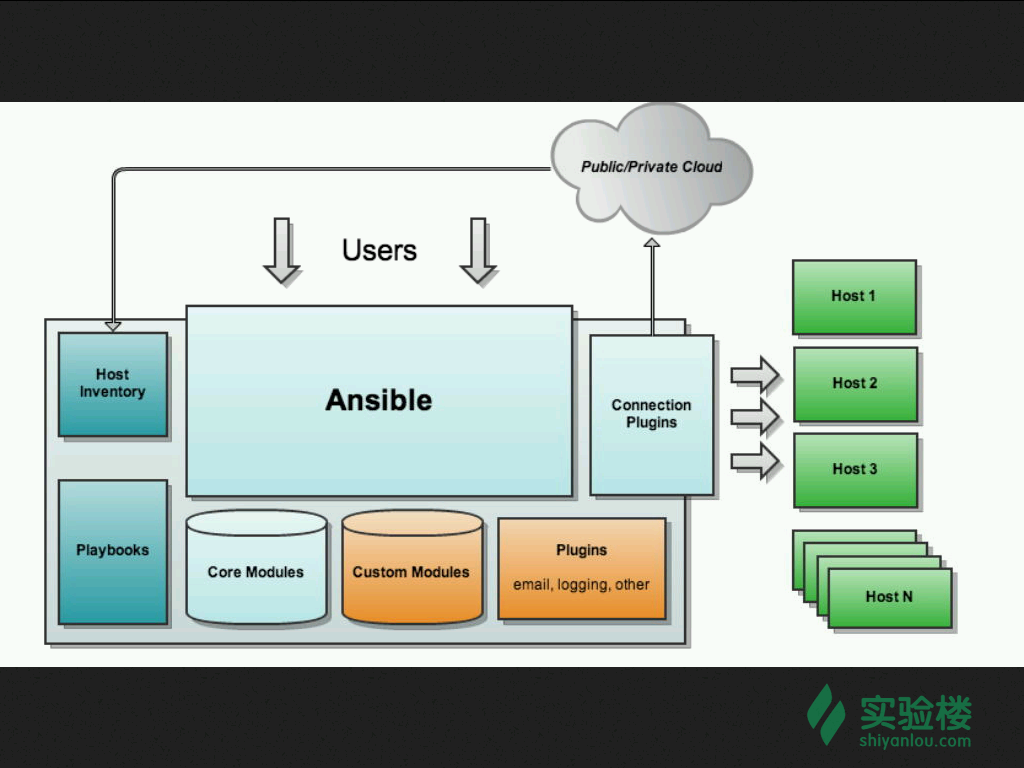 Public/Private Cloud
Users
Host 1
Host
Inventory
Ansible
Connection
Plugins
Host 2
Host 3
Playbooks
Core Modules
Custom Modules
Plugins
email, logging, other
Host N
实验楼
shiyanlou.com